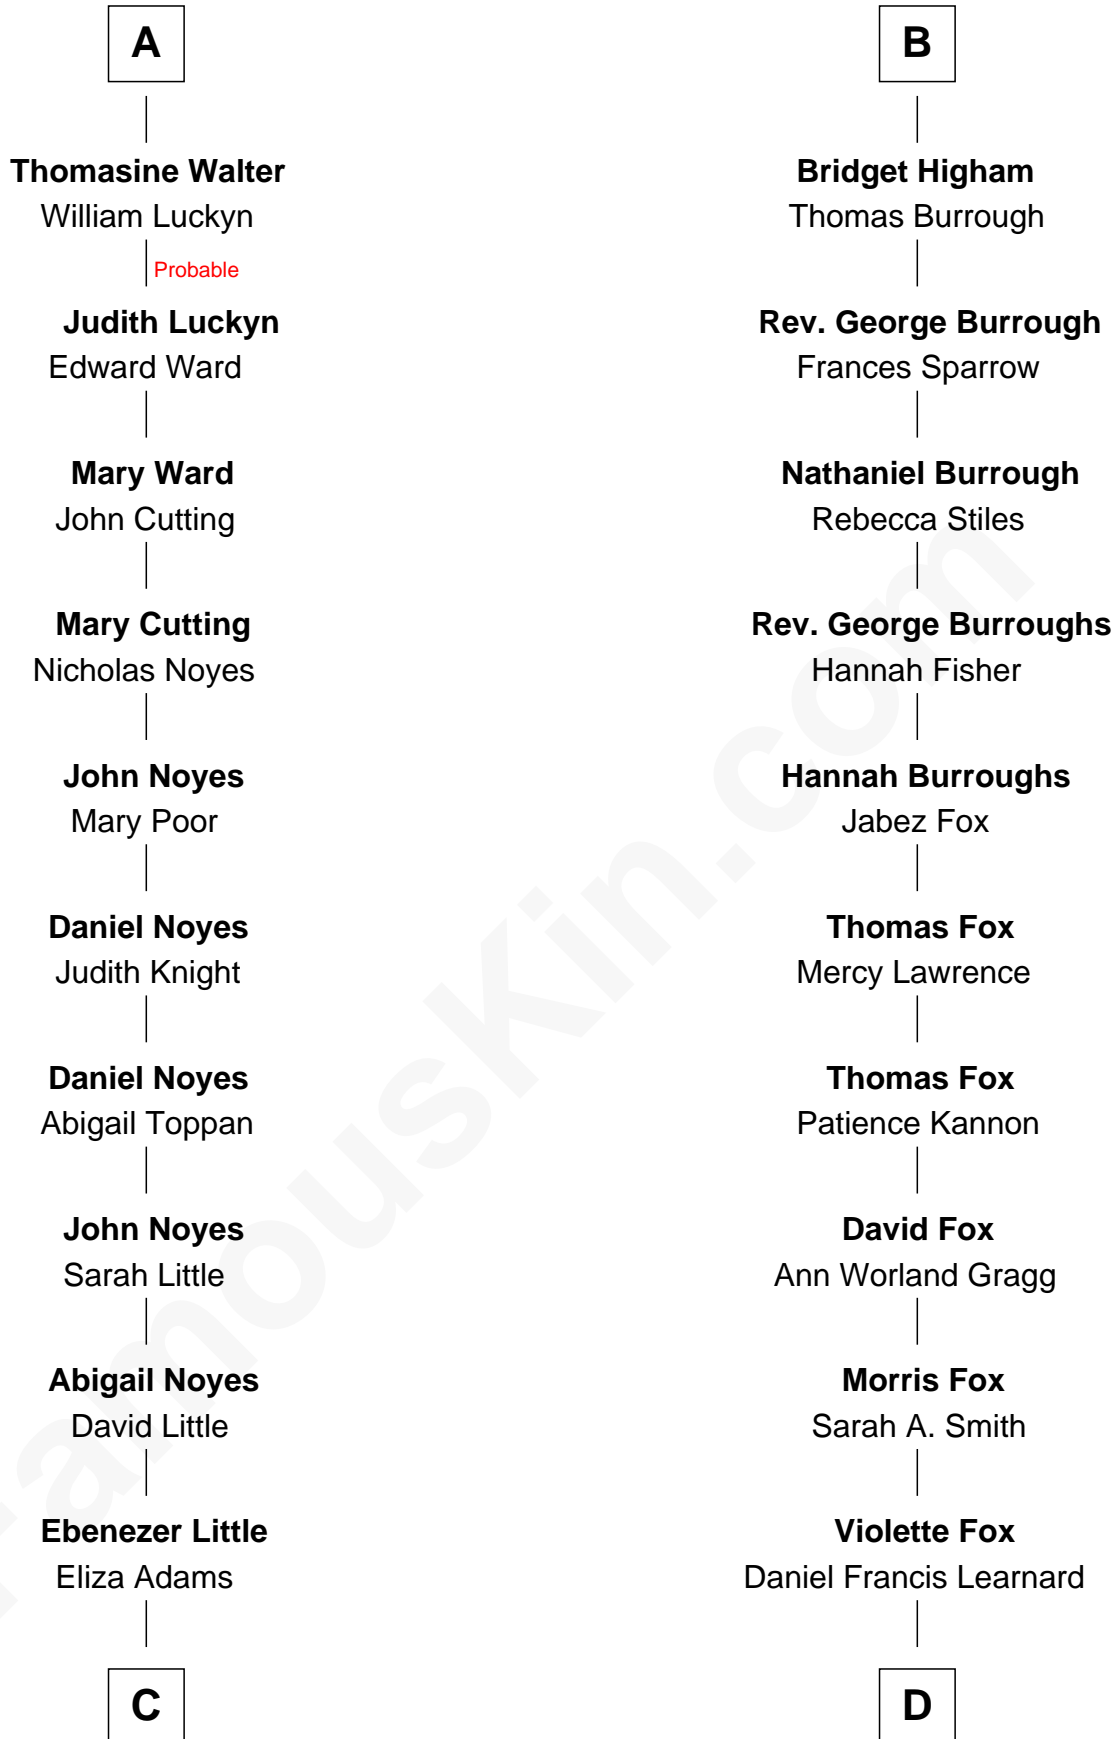 A
Thomasine Walter
William Luckyn
Probable
Judith Luckyn
Edward Ward
Mary Ward
John Cutting
Mary Cutting
Nicholas Noyes
John Noyes
Mary Poor
Daniel Noyes
Judith Knight
Daniel Noyes
Abigail Toppan
John Noyes
Sarah Little
Abigail Noyes
David Little
Ebenezer Little
Eliza Adams
C
B
Bridget Higham
Thomas Burrough
Rev. George Burrough
Frances Sparrow
Nathaniel Burrough
Rebecca Stiles
Rev. George Burroughs
Hannah Fisher
Hannah Burroughs
Jabez Fox
Thomas Fox
Mercy Lawrence
Thomas Fox
Patience Kannon
David Fox
Ann Worland Gragg
Morris Fox
Sarah A. Smith
Violette Fox
Daniel Francis Learnard
D
FamousKin.com